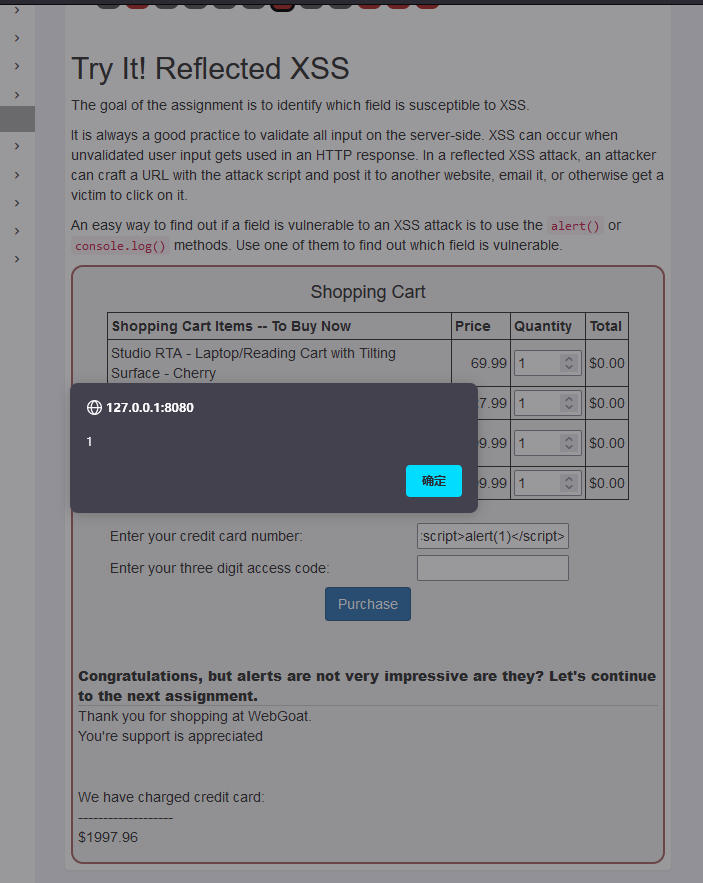 Try It! Reflected XSS
The goal of the assignment is to identify which field is susceptible to XSS.
It is always a good practice to validate all input on the server-side. XSS can occur when
unvalidated user input gets used in an HTTP response. In a reflected XSS attack, an attacker
can craft a URL with the attack script and post it to another website, email it, or otherwise get a
victim to click on it.
An easy way to find out if a field is vulnerable to an XSS attack is to use the alert() or
console.log() methods. Use one of them to find out which field is vulnerable.
Shopping Cart
Shopping Cart Items -- To Buy Now Price Quantity Total
Studio RTA - Laptop/Reading Cart with Tilting
Surface - Cherry
69.99 1 $0.00
7.99 1 $0.00
9.99 1 $0.00
9.99 1 $0.00
127.0.0.1:8080
1
确定
Enter your credit card number: script>alert(1)</script>
Enter your three digit access code:
Purchase
Congratulations, but alerts are not very impressive are they? Let's continue
to the next assignment.
Thank you for shopping at WebGoat.
You're support is appreciated
We have charged credit card:
-------------------
$1997.96